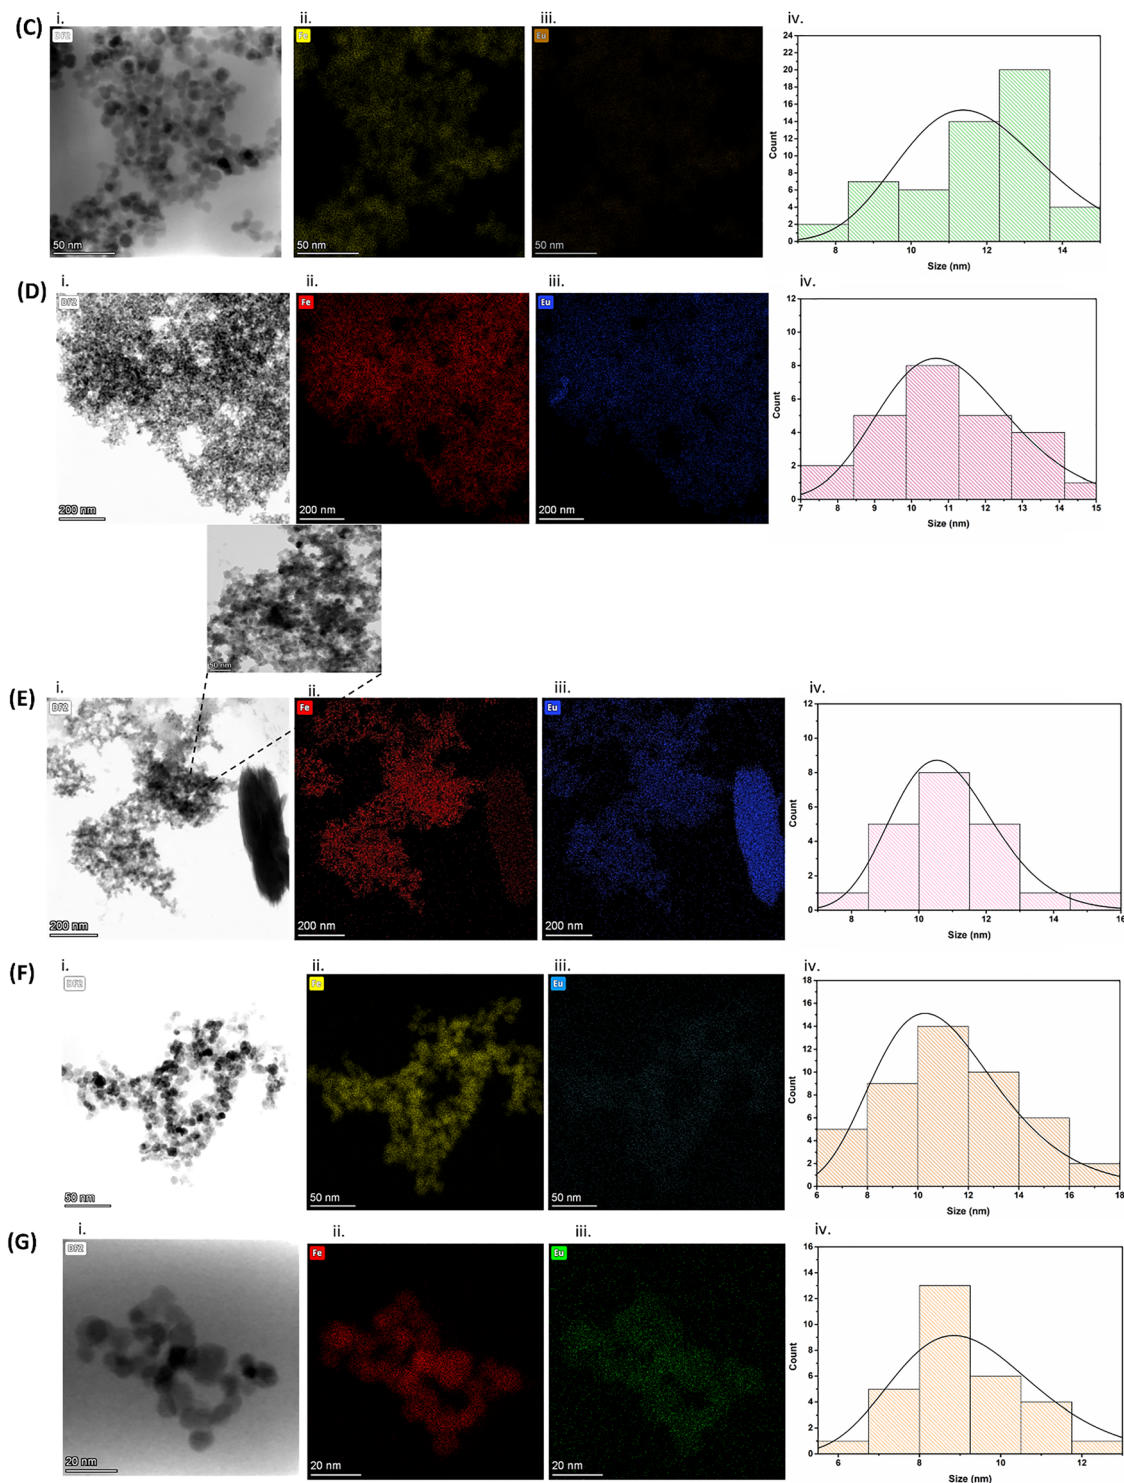 (C)
i.
ii.
iii.
iv.
DF2
Fe
Eu
50 nm
50 nm
50 nm
24
22
20
18
16
14
12
10
8
6
4
2
0
Count
8
10
12
14
Size (nm)
(D)
i.
ii.
iii.
iv.
DF2
Fe
Eu
200 nm
200 nm
200 nm
12
10
8
6
4
2
0
Count
7
8
9
10
11
12
13
14
15
Size (nm)
50 nm
(E)
i.
ii.
iii.
iv.
DF2
Fe
Eu
200 nm
200 nm
200 nm
12
10
8
6
4
2
0
Count
8
10
12
14
16
Size (nm)
(F)
i.
ii.
iii.
iv.
DF2
Fe
Eu
50 nm
50 nm
50 nm
18
16
14
12
10
8
6
4
2
0
Count
6
8
10
12
14
16
18
Size (nm)
(G)
i.
ii.
iii.
iv.
DF2
Fe
Eu
20 nm
20 nm
20 nm
16
14
12
10
8
6
4
2
0
Count
6
8
10
12
Size (nm)